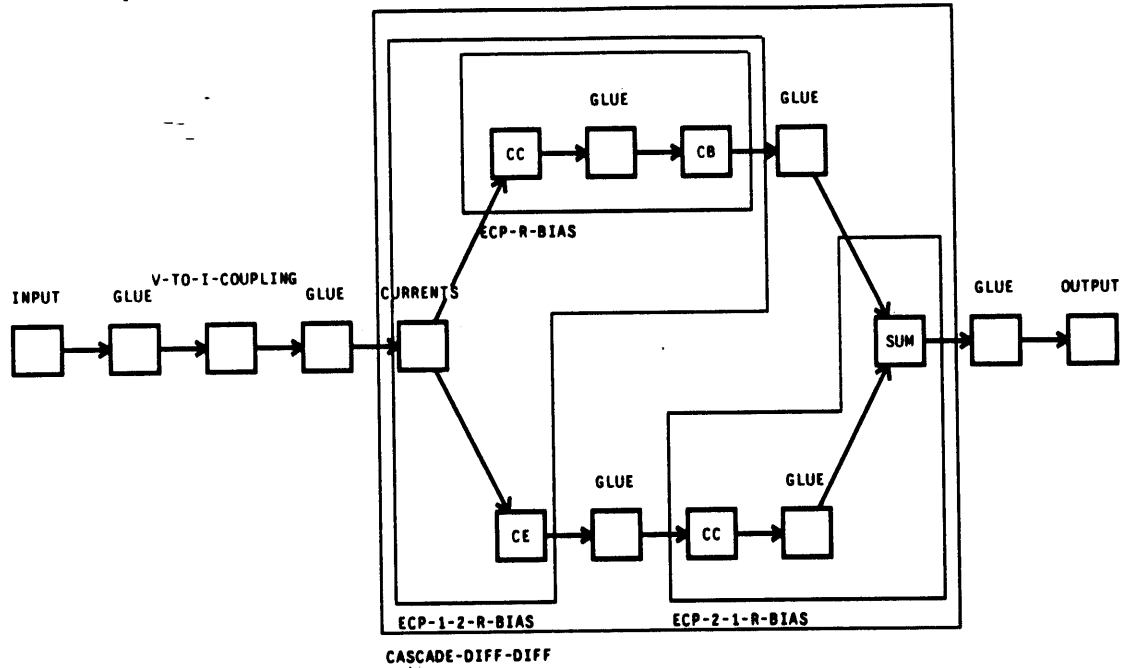 GLUE
GLUE
CC
CB
ECP-R-BIAS
V-TO-I-COUPLING
INPUT
GLUE
GLUE
CURRENTS
GLUE
OUTPUT
SUM
GLUE
GLUE
CE
CC
ECP-1-2-R-BIAS
ECP-2-1-R-BIAS
CASCADE-DIFF-DIFF